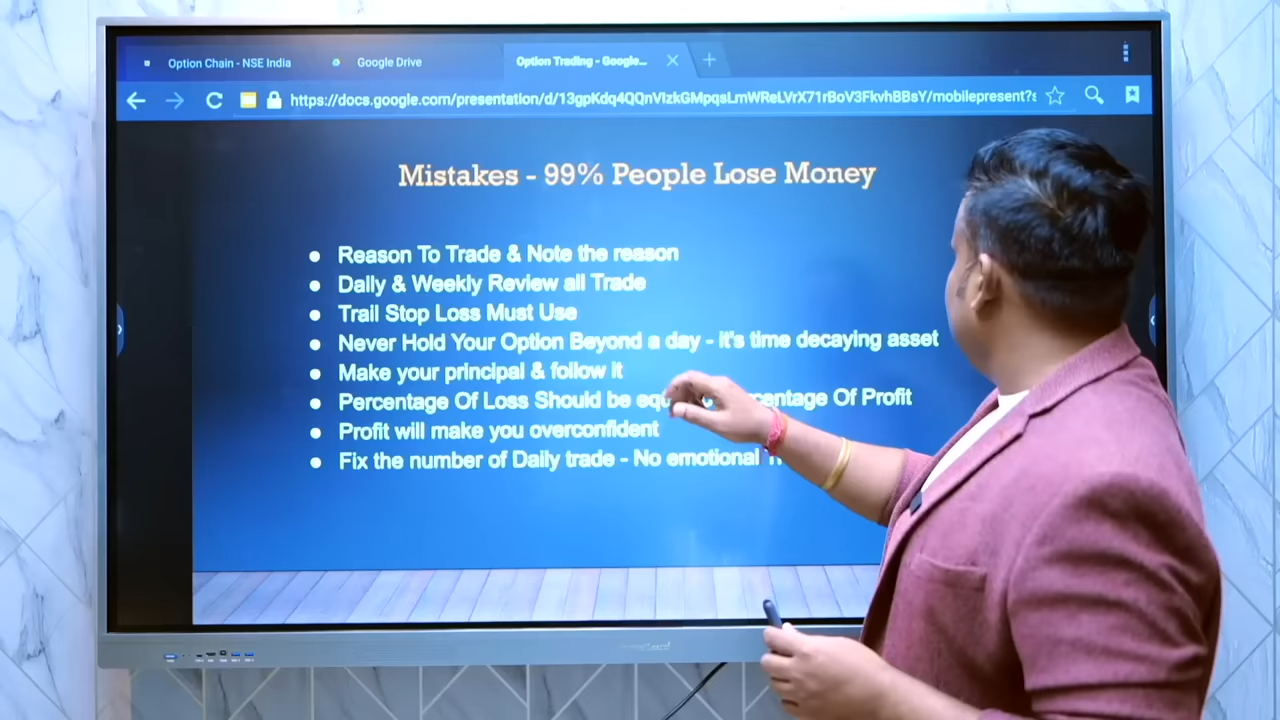 Option Chain - NSE India
Google Drive
Option Trading - Google...
https://docs.google.com/presentation/d/13gpKdq4QQnVIzkGMpqsLmWReLVrX71rBoV3FkvhBBsY/mobilepresent?s
Mistakes - 99% People Lose Money
● Reason To Trade & Note the reason
● Daily & Weekly Review all Trade
● Trail Stop Loss Must Use
● Never Hold Your Option Beyond a day - it's time decaying asset
● Make your principal & follow it
● Percentage Of Loss Should be Of Profit
● Profit will make you overconfident
● Fix the number of Daily trade - No emotional